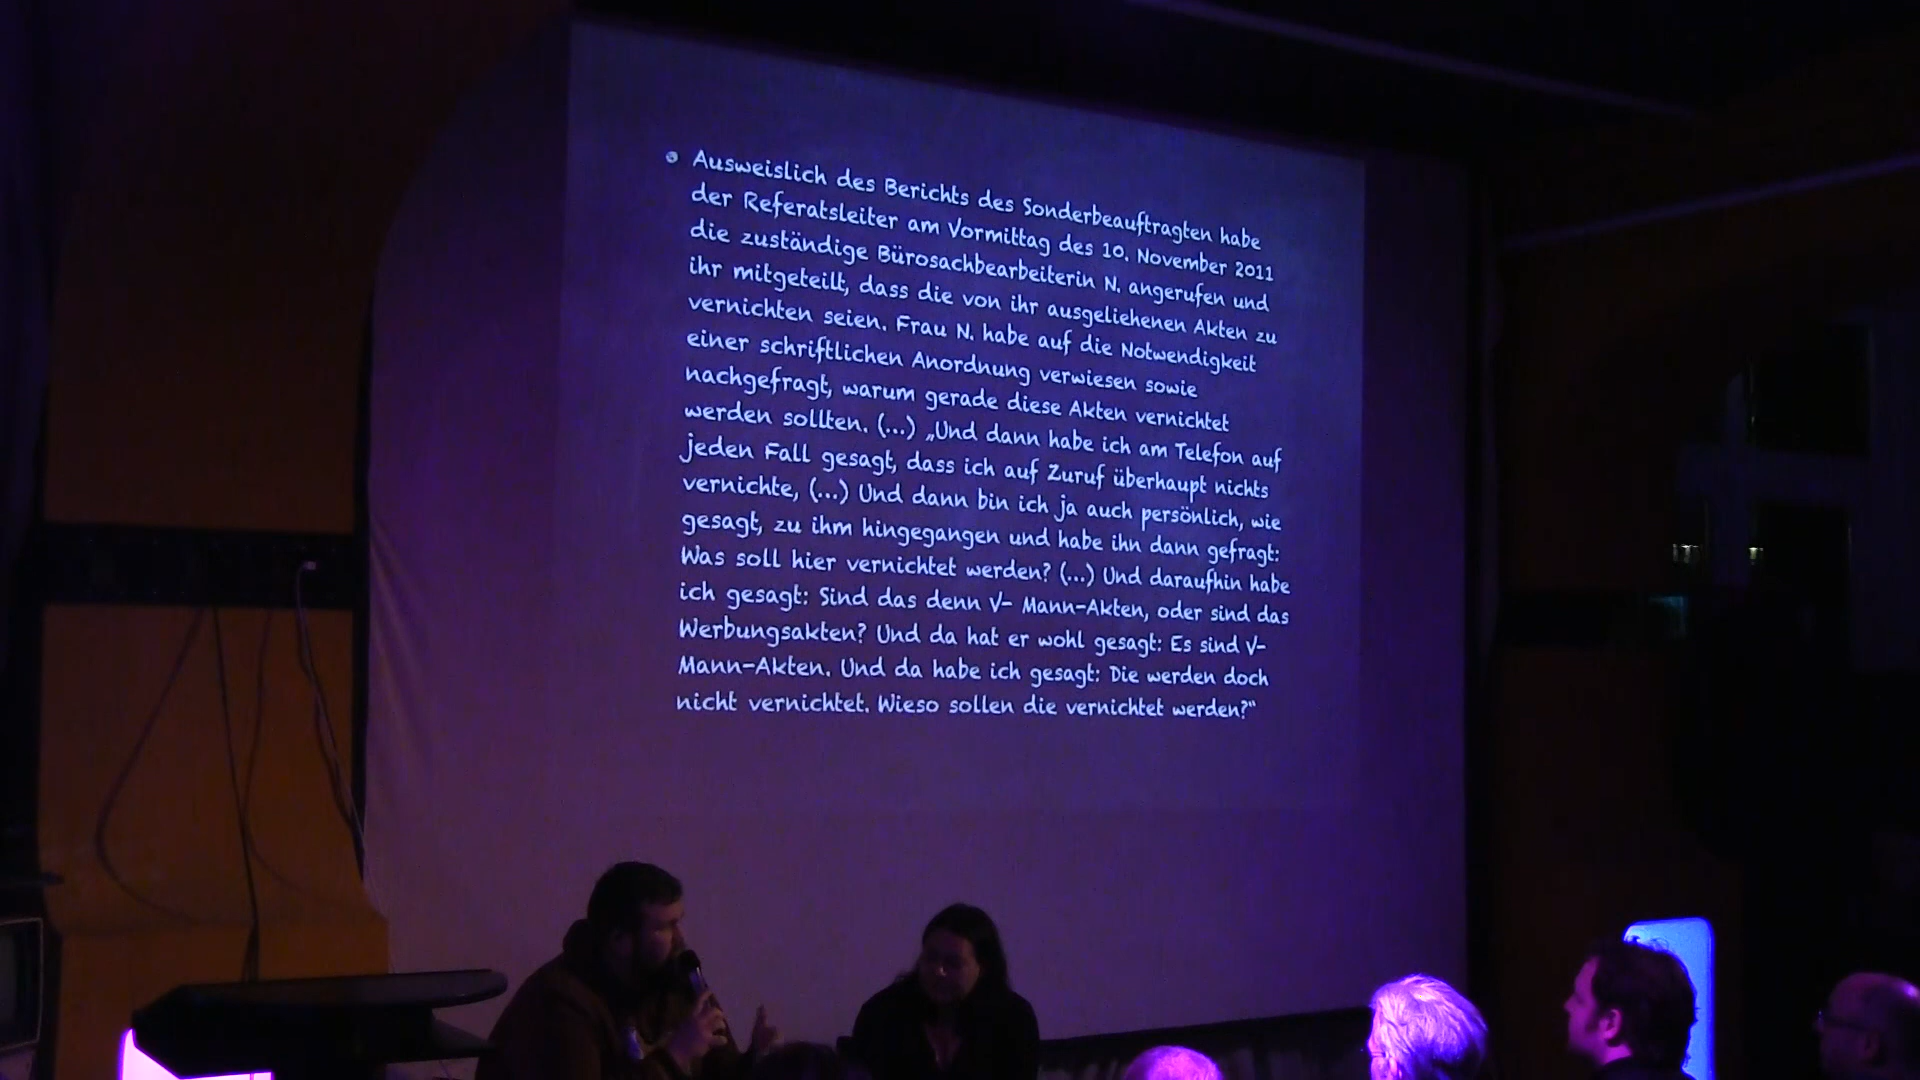 Ausweislich des Berichts des Sonderbeauftragten habe
der Referatsleiter am Vormittag des 10. November 2011
die zuständige Bürosachbearbeiterin N. angerufen und
ihr mitgeteilt, dass die von ihr ausgeliehenen Akten zu
vernichten seien. Frau N. habe auf die Notwendigkeit
einer schriftlichen Anordnung verwiesen sowie
nachgefragt, warum gerade diese Akten vernichtet
werden sollten. (...) „Und dann habe ich am Telefon auf
jeden Fall gesagt, dass ich auf Zuruf überhaupt nichts
vernichte, (...) Und dann bin ich ja auch persönlich, wie
gesagt, zu ihm hingegangen und habe ihn dann gefragt:
Was soll hier vernichtet werden? (...) Und daraufhin habe
ich gesagt: Sind das denn V- Mann-Akten, oder sind das
Werbungsakten? Und da hat er wohl gesagt: Es sind V-
Mann-Akten. Und da habe ich gesagt: Die werden doch
nicht vernichtet. Wieso sollen die vernichtet werden?“